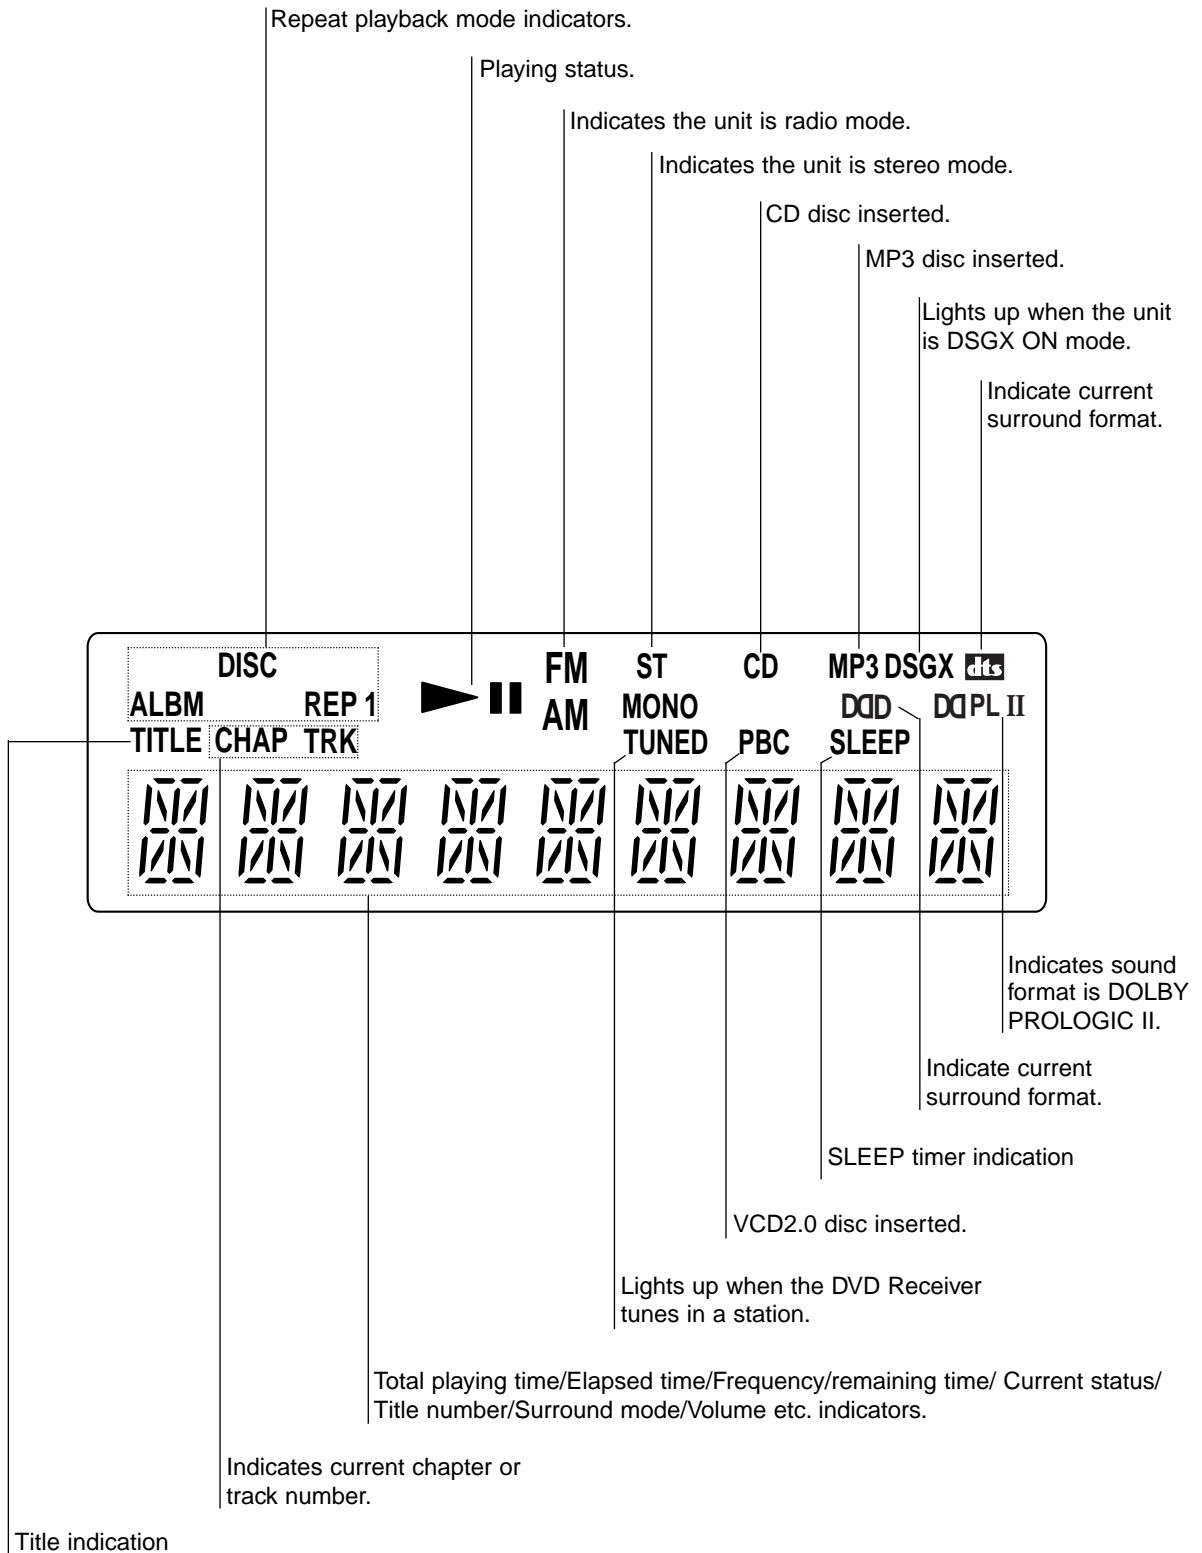 Repeat playback mode indicators.
Playing status.
Indicates the unit is radio mode.
Indicates the unit is stereo mode.
CD disc inserted.
MP3 disc inserted.
Lights up when the unit
is DSGX ON mode.
Indicate current
surround format.
DISC FM ST CD MP3 DSGX dts
ALBM REP 1 AM MONO DD PL II
TITLE CHAP TRK TUNED PBC SLEEP
Indicates sound
format is DOLBY
PROLOGIC II.
Indicate current
surround format.
SLEEP timer indication
VCD2.0 disc inserted.
Lights up when the DVD Receiver
tunes in a station.
Total playing time/Elapsed time/Frequency/remaining time/ Current status/
Title number/Surround mode/Volume etc. indicators.
Indicates current chapter or
track number.
Title indication